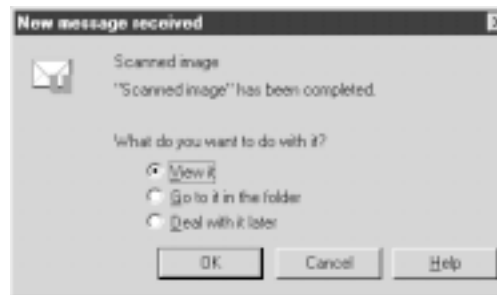 New message received
Scanned image
"Scanned image" has been completed.
What do you want to do with it?
View it
Go to it in the folder
Deal with it later
OK Cancel Help